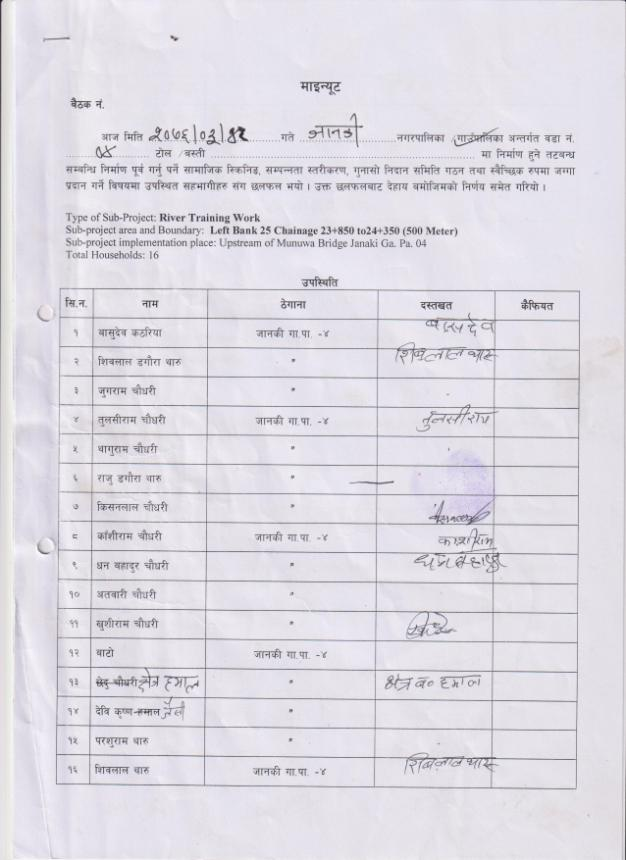 माइन्यूट
बैठक नं.
आज मिति २०७६/०३/१२ गते जानकी नगरपालिका /गाउँपालिका अन्तर्गत वडा नं.
०४ टोल /बस्ती मा निर्माण हुने तटबन्ध
सम्बन्धि निर्माण पूर्व गर्नु पर्ने सामाजिक स्किनिङ, सम्पन्नता स्तरीकरण, गुनासो निदान समिति गठन तथा स्वैच्छिक रुपमा जग्गा
प्रदान गर्ने विषयमा उपस्थित सहभागीहरु संग छलफल भयो । उक्त छलफलबाट देहाय बमोजिमको निर्णय समेत गरियो ।
Type of Sub-Project: River Training Work
Sub-project area and Boundary: Left Bank 25 Chainage 23+850 to24+350 (500 Meter)
Sub-project implementation place: Upstream of Munuwa Bridge Janaki Ga. Pa. 04
Total Households: 16
उपस्थिति
सि.न. नाम ठेगाना दस्तखत कैफियत
१ बासुदेव कठरिया जानकी गा.पा. -४ बासुदेव
२ शिवलाल डगौरा थारु " शिवलाल थारू
३ जुगराम चौधरी "
४ तुलसीराम चौधरी जानकी गा.पा. -४ तुलसीराम
५ थागुराम चौधरी "
६ राजु डगौरा थारु "
७ किसनलाल चौधरी "
८ काँशीराम चौधरी जानकी गा.पा. -४ काशीराम
९ धन बहादुर चौधरी " धन बहादुर
१० अतवारी चौधरी "
११ खुशीराम चौधरी "
१२ बाटो जानकी गा.पा. -४
१३ छेदु चौधरी क्षेत्र हमाल " क्षेत्र ब० हमाल
१४ देवि कृष्ण हमाल जैसी "
१५ परशुराम थारु "
१६ शिवलाल थारु जानकी गा.पा. -४ शिवलाल थारू